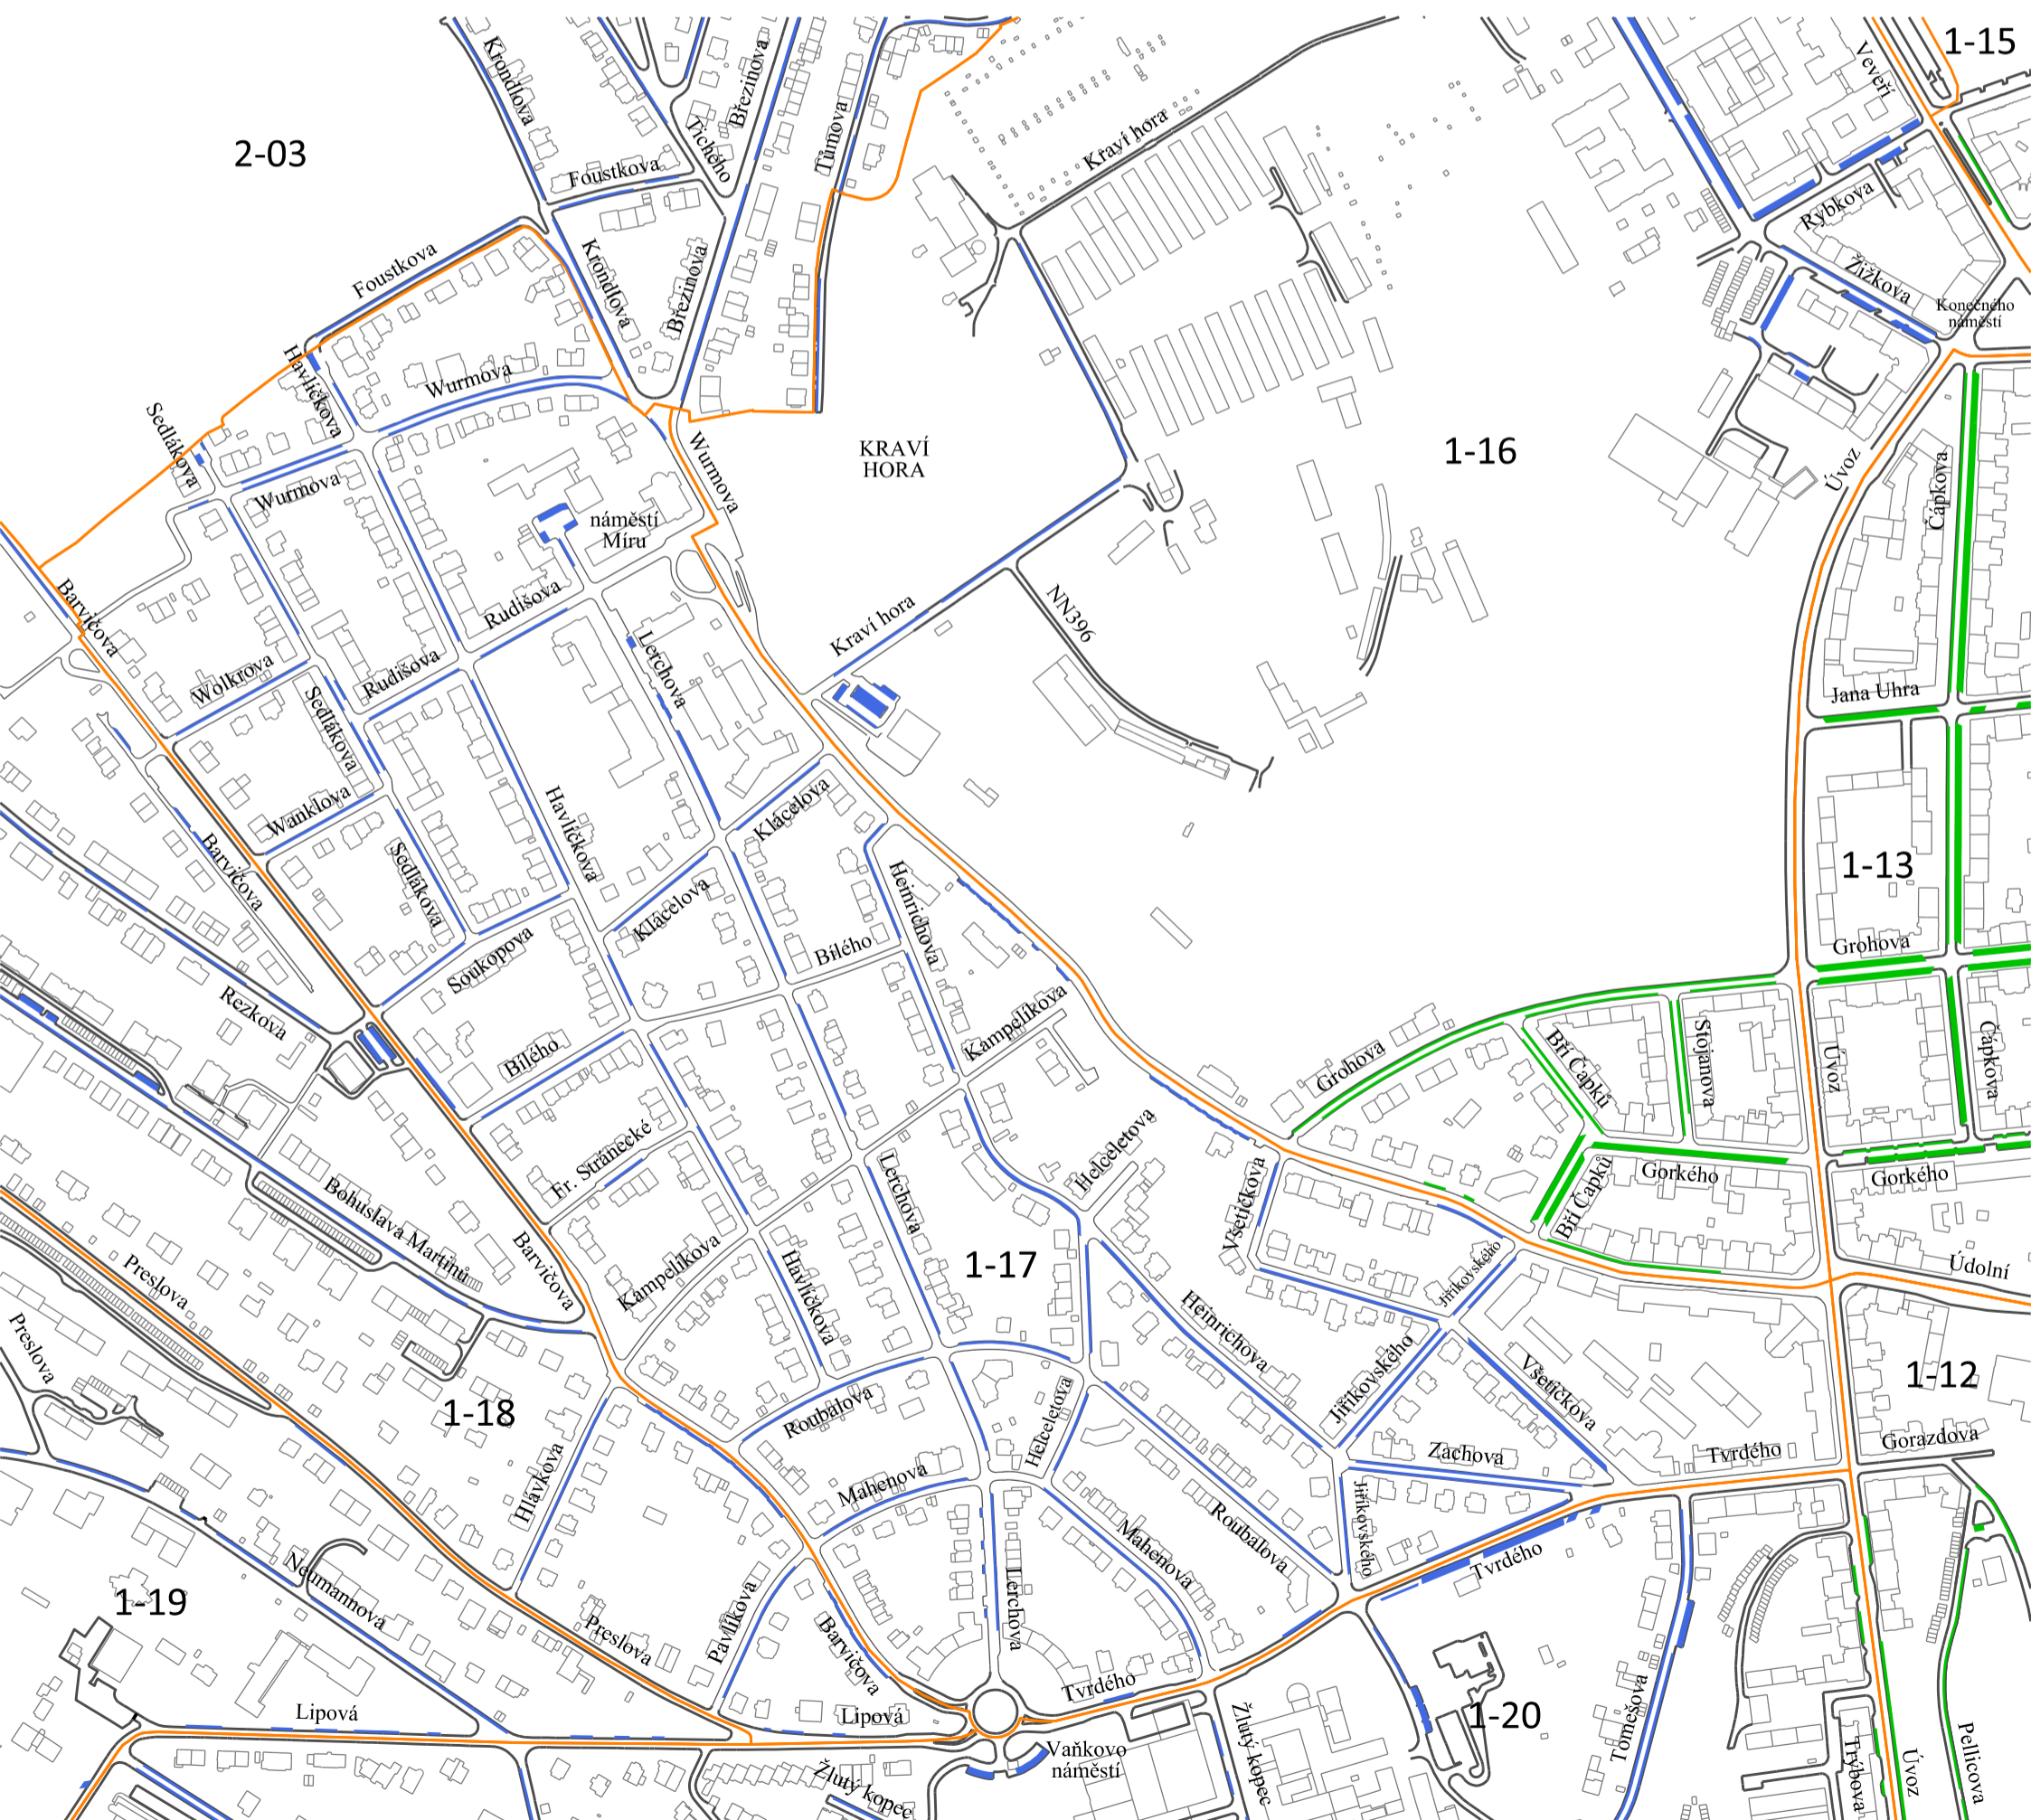 1-15
Veveří
Krondlova
Březinova
Tichého
Tůmova
2-03
Kraví hora
Foustkova
Rybkova
Foustkova
Krondlova
Březinova
Žižkova
Konečného
náměstí
Havlíčkova
Wurmova
Sedlákova
Wurmova
Wurmova
KRAVÍ
HORA
1-16
Úvoz
Čápkova
náměstí
Míru
Barvičova
Rudišova
Kraví hora
NN396
Lerchova
Wolkrova
Rudišova
Sedlákova
Jana Uhra
Wanklova
Havlíčkova
Klácelova
Barvičova
Sedlákova
Heinrichova
1-13
Klácelova
Soukopova
Bílého
Grohova
Rezkova
Kampelíkova
Bílého
Grohova
Bří Čapků
Stojanova
Úvoz
Čápkova
Fr. Stránecké
Helceletova
Gorkého
Gorkého
Bří Čapků
Lerchova
Všetičkova
Bohuslava Martinů
Barvičova
Preslova
Kampelíkova
Havlíčkova
1-17
Jiříkovského
Údolní
Preslova
Heinrichova
Jiříkovského
Všetičkova
1-12
1-18
Roubalova
Helceletova
Zachova
Tvrdého
Gorazdova
Hlávkova
Mahenova
Jiříkovského
Roubalova
Mahenova
Tvrdého
1-19
Neumannova
Lerchova
Preslova
Pavlíkova
Barvičova
Tvrdého
Lipová
Lipová
Žlutý kopec
1-20
Tomešova
Vaňkovo
náměstí
Žlutý kopec
Trýbova
Úvoz
Pellicova